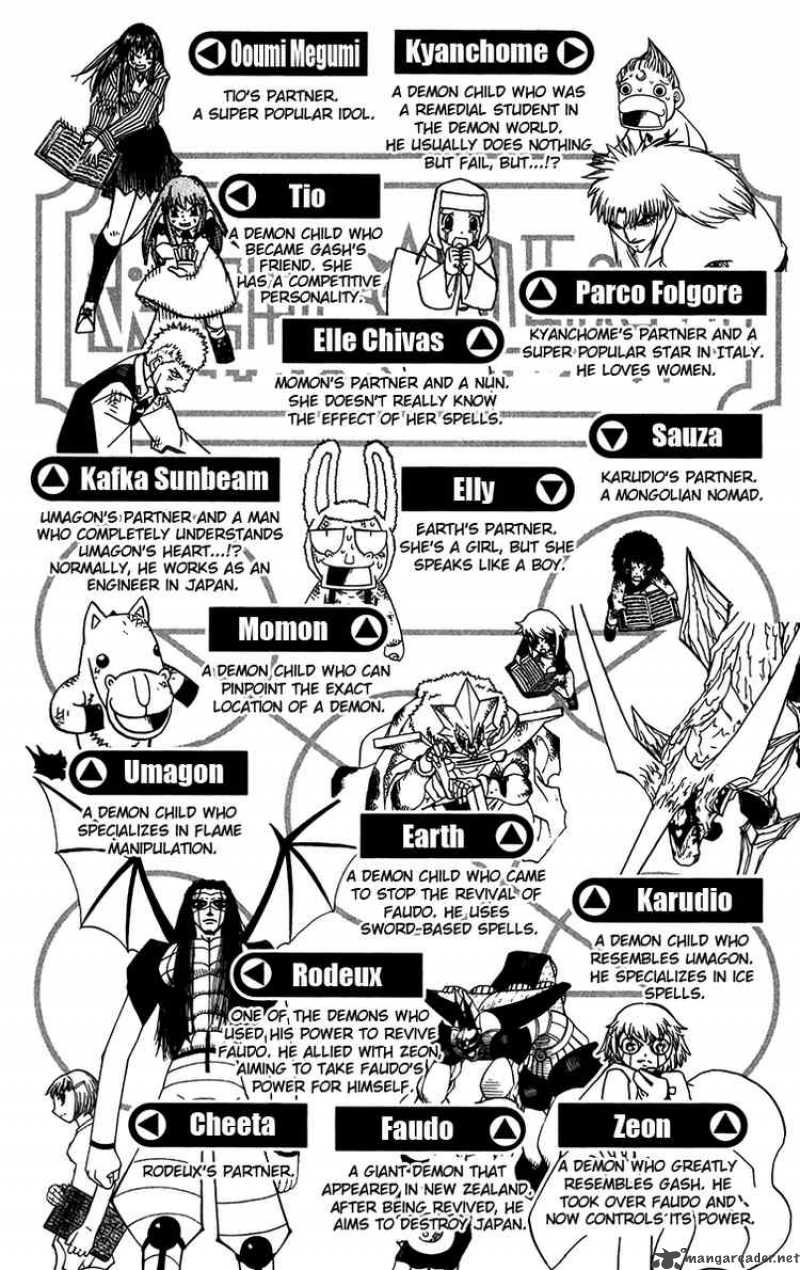 Ooumi Megumi
TIO'S PARTNER.
A SUPER POPULAR IDOL.
Kyanchome
A DEMON CHILD WHO WAS
A REMEDIAL STUDENT IN
THE DEMON WORLD.
HE USUALLY DOES NOTHING
BUT FAIL, BUT...!?
Tio
A DEMON CHILD WHO
BECAME GASH'S
FRIEND. SHE
HAS A COMPETITIVE
PERSONALITY.
Parco Folgore
KYANCHOME'S PARTNER AND A
SUPER POPULAR STAR IN ITALY.
HE LOVES WOMEN.
Elle Chivas
MOMON'S PARTNER AND A NUN.
SHE DOESN'T REALLY KNOW
THE EFFECT OF HER SPELLS.
Sauza
KARUDIO'S PARTNER.
A MONGOLIAN NOMAD.
Kafka Sunbeam
UMAGON'S PARTNER AND A MAN
WHO COMPLETELY UNDERSTANDS
UMAGON'S HEART...!?
NORMALLY, HE WORKS AS AN
ENGINEER IN JAPAN.
Elly
EARTH'S PARTNER.
SHE'S A GIRL, BUT SHE
SPEAKS LIKE A BOY.
Momon
A DEMON CHILD WHO CAN
PINPOINT THE EXACT
LOCATION OF A DEMON.
Umagon
A DEMON CHILD WHO
SPECIALIZES IN FLAME
MANIPULATION.
Earth
A DEMON CHILD WHO CAME
TO STOP THE REVIVAL OF
FAUDO. HE USES
SWORD-BASED SPELLS.
Karudio
A DEMON CHILD WHO
RESEMBLES UMAGON.
HE SPECIALIZES IN ICE
SPELLS.
Rodeux
ONE OF THE DEMONS WHO
USED HIS POWER TO REVIVE
FAUDO. HE ALLIED WITH ZEON,
AIMING TO TAKE FAUDO'S
POWER FOR HIMSELF.
Cheeta
RODEUX'S PARTNER.
Faudo
A GIANT DEMON THAT
APPEARED IN NEW ZEALAND.
AFTER BEING REVIVED, HE
AIMS TO DESTROY JAPAN.
Zeon
A DEMON WHO GREATLY
RESEMBLES GASH. HE
TOOK OVER FAUDO AND
NOW CONTROLS ITS POWER.
mangareader.net